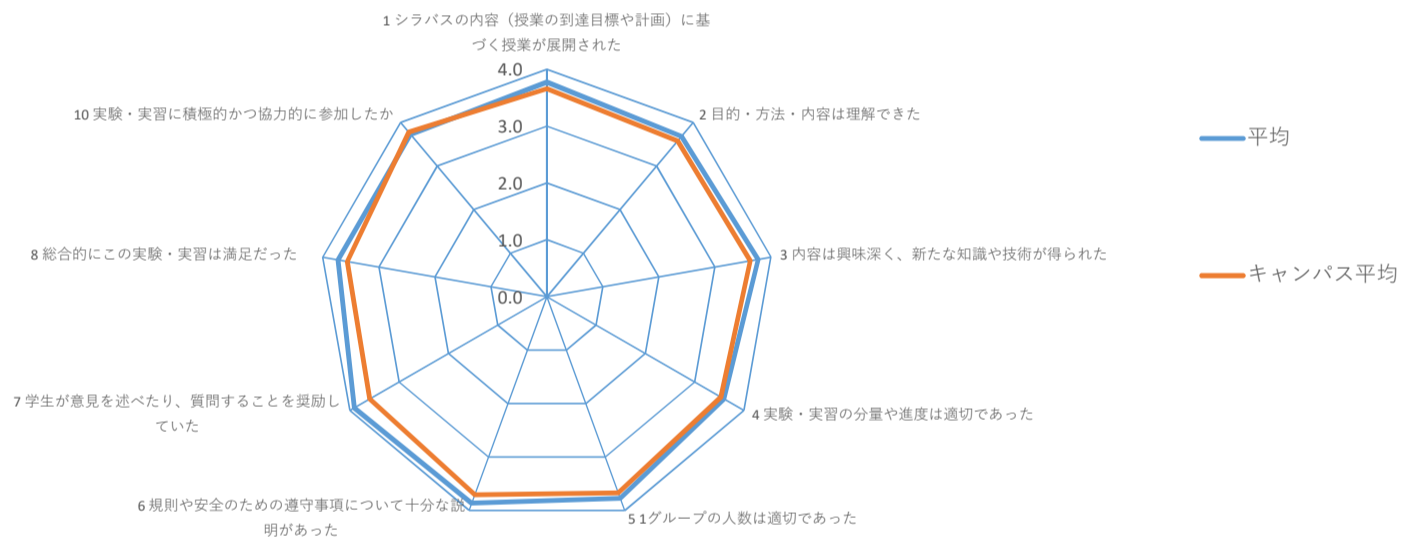 1 シラバスの内容（授業の到達目標や計画）に基
づく授業が展開された
4.0
3.0
2.0
1.0
0.0
2 目的・方法・内容は理解できた
3 内容は興味深く、新たな知識や技術が得られた
4 実験・実習の分量や進度は適切であった
5 1グループの人数は適切であった
6 規則や安全のための遵守事項について十分な説
明があった
7 学生が意見を述べたり、質問することを奨励し
ていた
8 総合的にこの実験・実習は満足だった
10 実験・実習に積極的かつ協力的に参加したか
平均
キャンパス平均